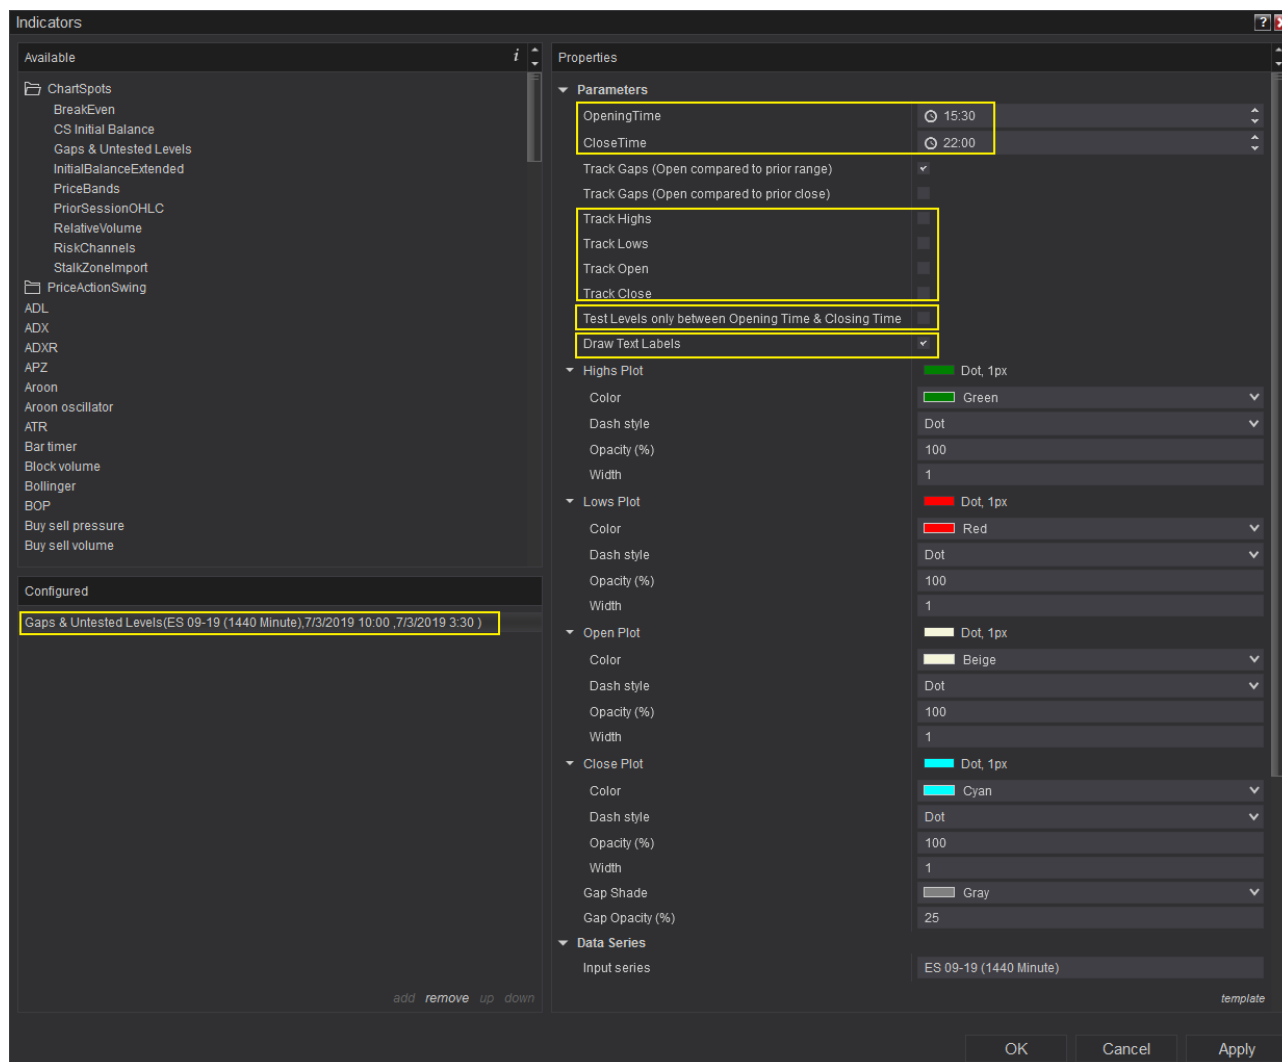 Indicators
?
Available
i
ChartSpots
BreakEven
CS Initial Balance
Gaps & Untested Levels
InitialBalanceExtended
PriceBands
PriorSessionOHLC
RelativeVolume
RiskChannels
StalkZoneImport
PriceActionSwing
ADL
ADX
ADXR
APZ
Aroon
Aroon oscillator
ATR
Bar timer
Block volume
Bollinger
BOP
Buy sell pressure
Buy sell volume
Configured
Gaps & Untested Levels(ES 09-19 (1440 Minute),7/3/2019 10:00 ,7/3/2019 3:30 )
add remove up down
Properties
Parameters
OpeningTime 15:30
CloseTime 22:00
Track Gaps (Open compared to prior range)
Track Gaps (Open compared to prior close)
Track Highs
Track Lows
Track Open
Track Close
Test Levels only between Opening Time & Closing Time
Draw Text Labels
Highs Plot Dot, 1px
Color Green
Dash style Dot
Opacity (%) 100
Width 1
Lows Plot Dot, 1px
Color Red
Dash style Dot
Opacity (%) 100
Width 1
Open Plot Dot, 1px
Color Beige
Dash style Dot
Opacity (%) 100
Width 1
Close Plot Dot, 1px
Color Cyan
Dash style Dot
Opacity (%) 100
Width 1
Gap Shade Gray
Gap Opacity (%) 25
Data Series
Input series ES 09-19 (1440 Minute)
template
OK Cancel Apply